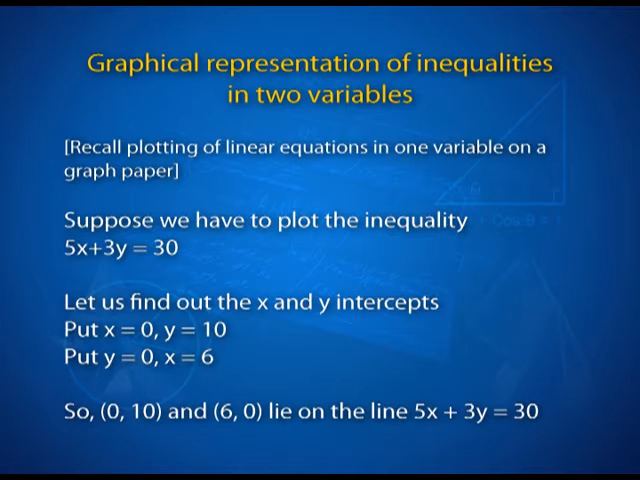 Graphical representation of inequalities
in two variables
[Recall plotting of linear equations in one variable on a
graph paper]
Suppose we have to plot the inequality
5x+3y = 30
Let us find out the x and y intercepts
Put x = 0, y = 10
Put y = 0, x = 6
So, (0, 10) and (6, 0) lie on the line 5x + 3y = 30